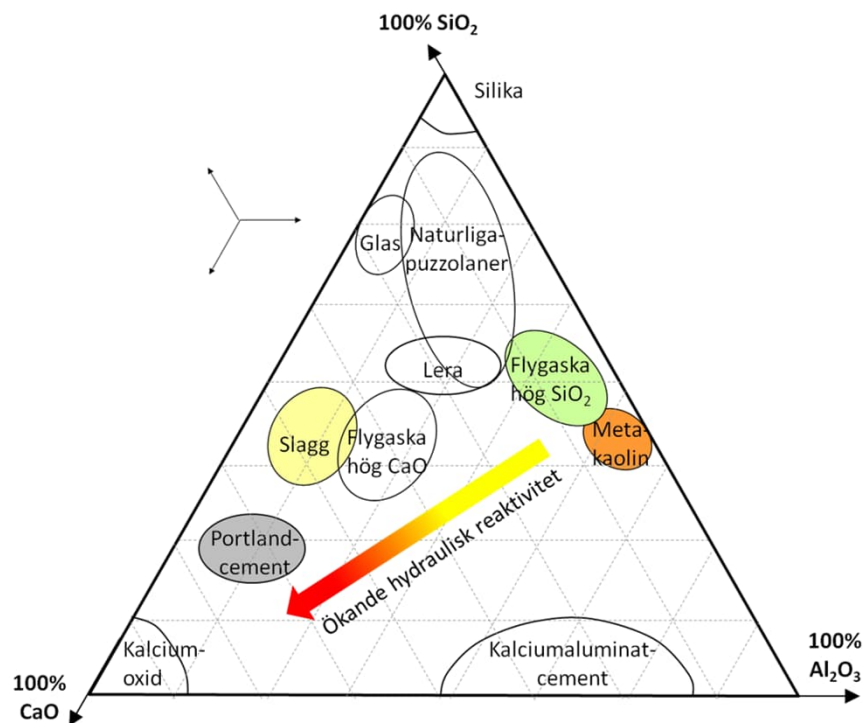 100% SiO₂
Silika
Glas
Naturliga-
puzzolaner
Lera
Flygaska
hög SiO₂
Meta-
kaolin
Slagg
Flygaska
hög CaO
Portland-
cement
Ökande hydraulisk reaktivitet
Kalcium-
oxid
Kalciumaluminat-
cement
100%
CaO
100%
Al₂O₃